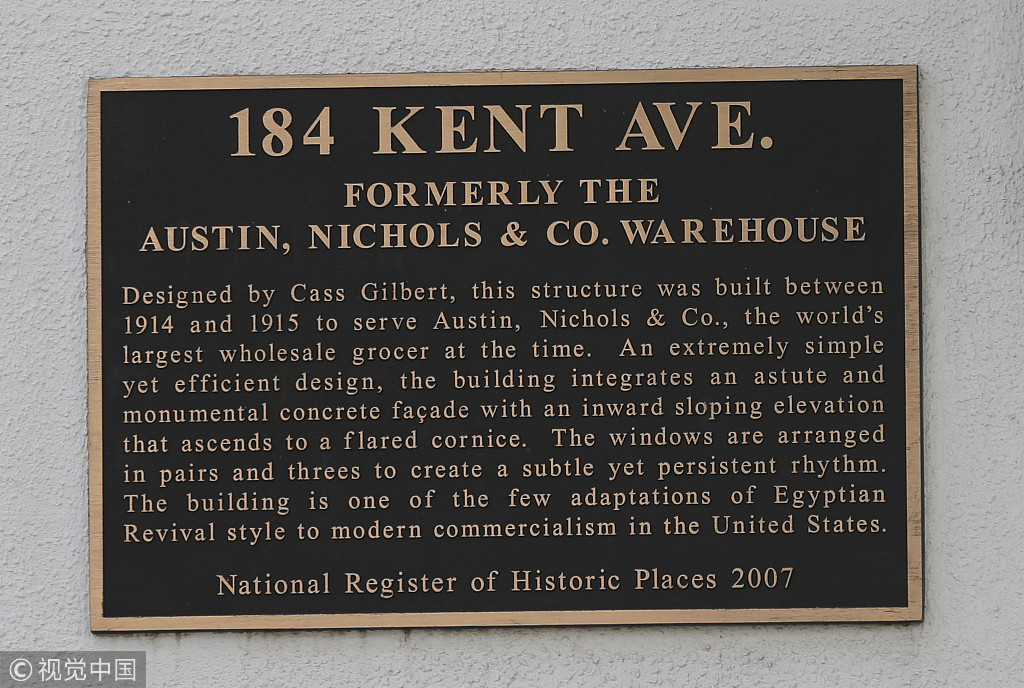 184 KENT AVE.
FORMERLY THE
AUSTIN, NICHOLS & CO. WAREHOUSE
Designed by Cass Gilbert, this structure was built between
1914 and 1915 to serve Austin, Nichols & Co., the world's
largest wholesale grocer at the time. An extremely simple
yet efficient design, the building integrates an astute and
monumental concrete façade with an inward sloping elevation
that ascends to a flared cornice. The windows are arranged
in pairs and threes to create a subtle yet persistent rhythm.
The building is one of the few adaptations of Egyptian
Revival style to modern commercialism in the United States.
National Register of Historic Places 2007
©视觉中国